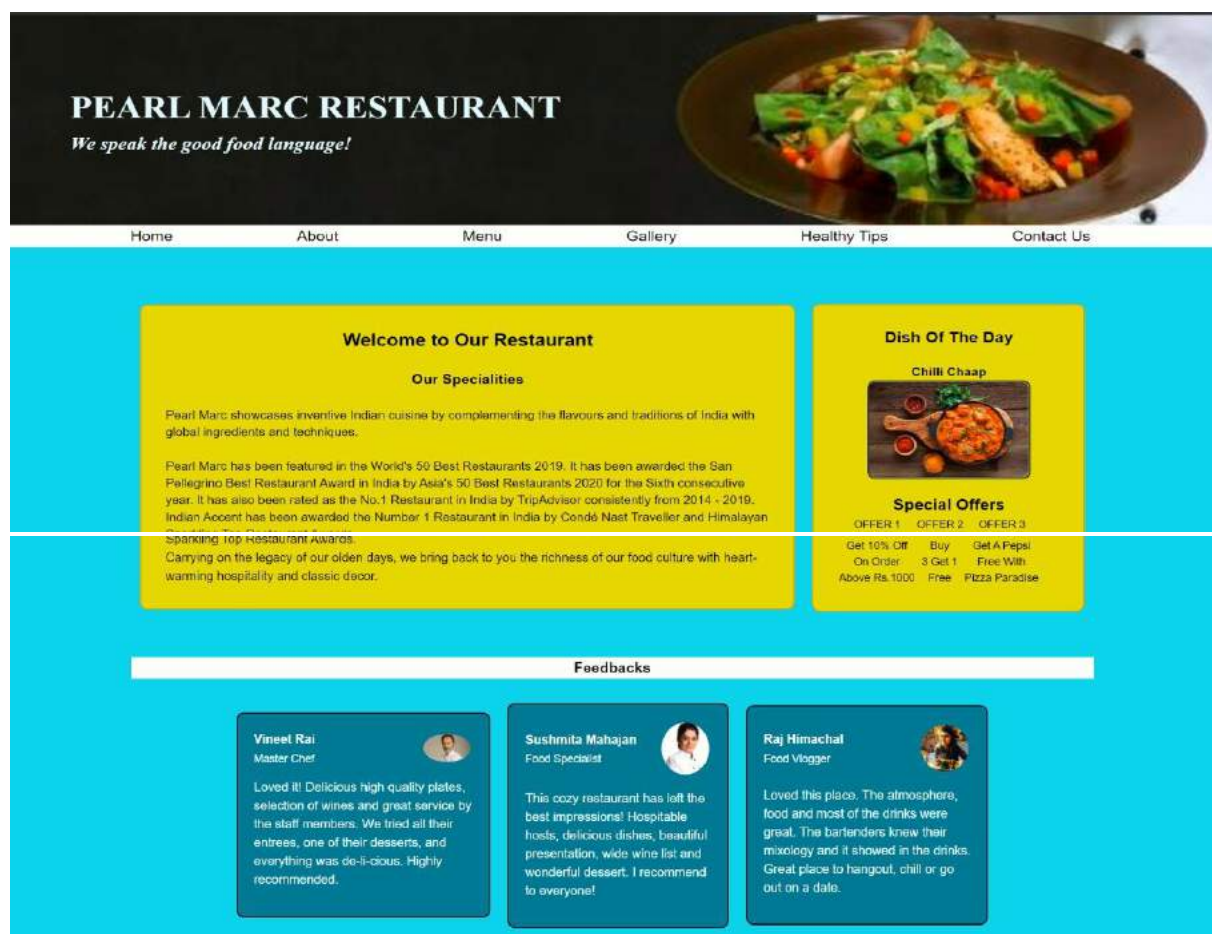 PEARL MARC RESTAURANT
We speak the good food language!
Home About Menu Gallery Healthy Tips Contact Us
Welcome to Our Restaurant
Our Specialities
Pearl Marc showcases inventive Indian cuisine by complementing the flavours and traditions of India with
global ingredients and techniques.
Pearl Marc has been featured in the World's 50 Best Restaurants 2019. It has been awarded the San
Pellegrino Best Restaurant Award in India by Asia's 50 Best Restaurants 2020 for the Sixth consecutive
year. It has also been rated as the No.1 Restaurant in India by TripAdvisor consistently from 2014 - 2019.
Indian Accent has been awarded the Number 1 Restaurant in India by Condé Nast Traveller and Himalayan
Sparkling Top Restaurant Awards.
Carrying on the legacy of our olden days, we bring back to you the richness of our food culture with heart-
warming hospitality and classic decor.
Dish Of The Day
Chilli Chaap
Special Offers
OFFER 1 OFFER 2 OFFER 3
Get 10% Off Buy Get A Pepsi
On Order 3 Get 1 Free With
Above Rs.1000 Free Pizza Paradise
Feedbacks
Vineet Rai
Master Chef
Loved it! Delicious high quality plates,
selection of wines and great service by
the staff members. We tried all their
entrees, one of their desserts, and
everything was de-li-cious. Highly
recommended.
Sushmita Mahajan
Food Specialist
This cozy restaurant has left the
best impressions! Hospitable
hosts, delicious dishes, beautiful
presentation, wide wine list and
wonderful dessert. I recommend
to everyone!
Raj Himachal
Food Vlogger
Loved this place. The atmosphere,
food and most of the drinks were
great. The bartenders knew their
mixology and it showed in the drinks.
Great place to hangout, chill or go
out on a date.